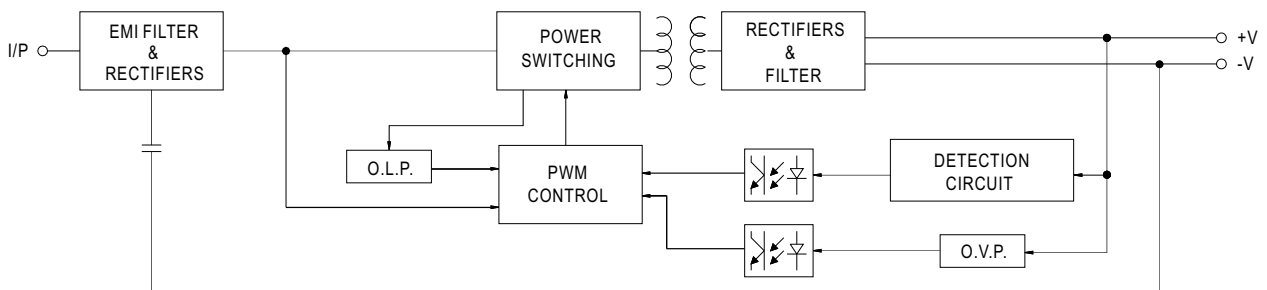 I/P
EMI FILTER
&
RECTIFIERS
POWER
SWITCHING
RECTIFIERS
&
FILTER
+V
-V
O.L.P.
PWM
CONTROL
DETECTION
CIRCUIT
O.V.P.